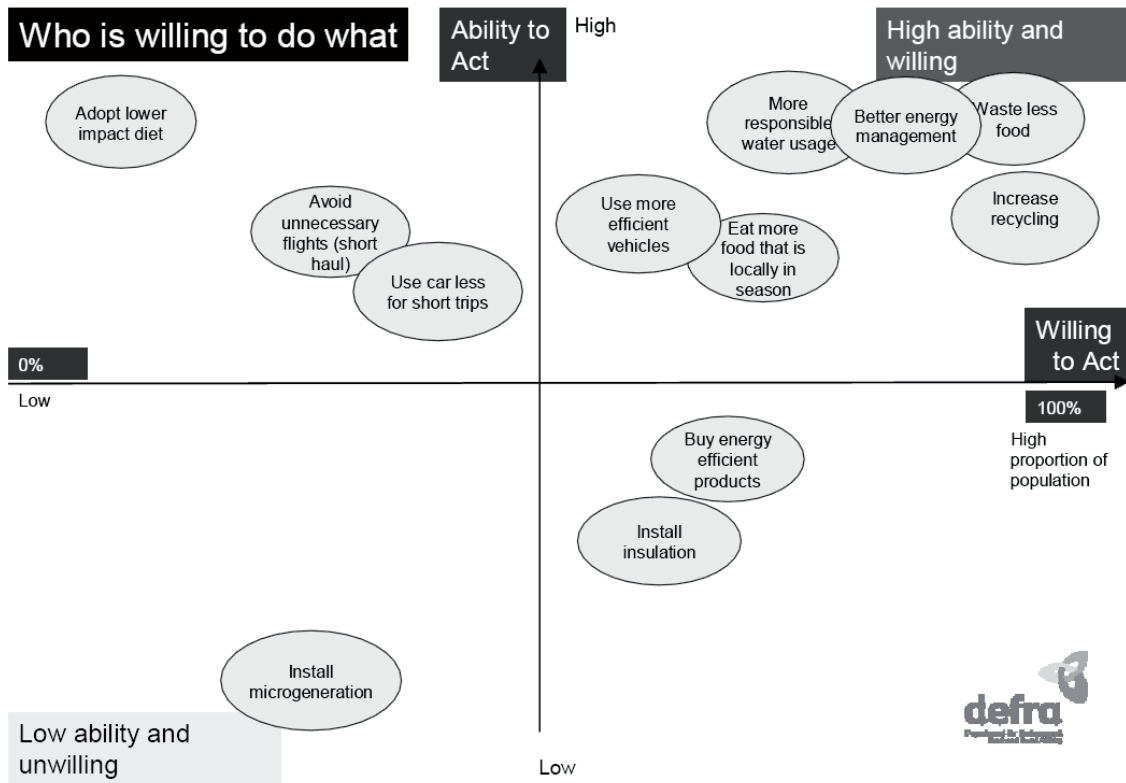 Who is willing to do what
Ability to
Act
High
High ability and
willing
Adopt lower
impact diet
More
responsible
water usage
Better energy
management
Waste less
food
Avoid
unnecessary
flights (short
haul)
Use car less
for short trips
Use more
efficient
vehicles
Eat more
food that is
locally in
season
Increase
recycling
0%
Low
Willing
to Act
100%
High
proportion of
population
Buy energy
efficient
products
Install
insulation
Install
microgeneration
Low ability and
unwilling
Low
defra